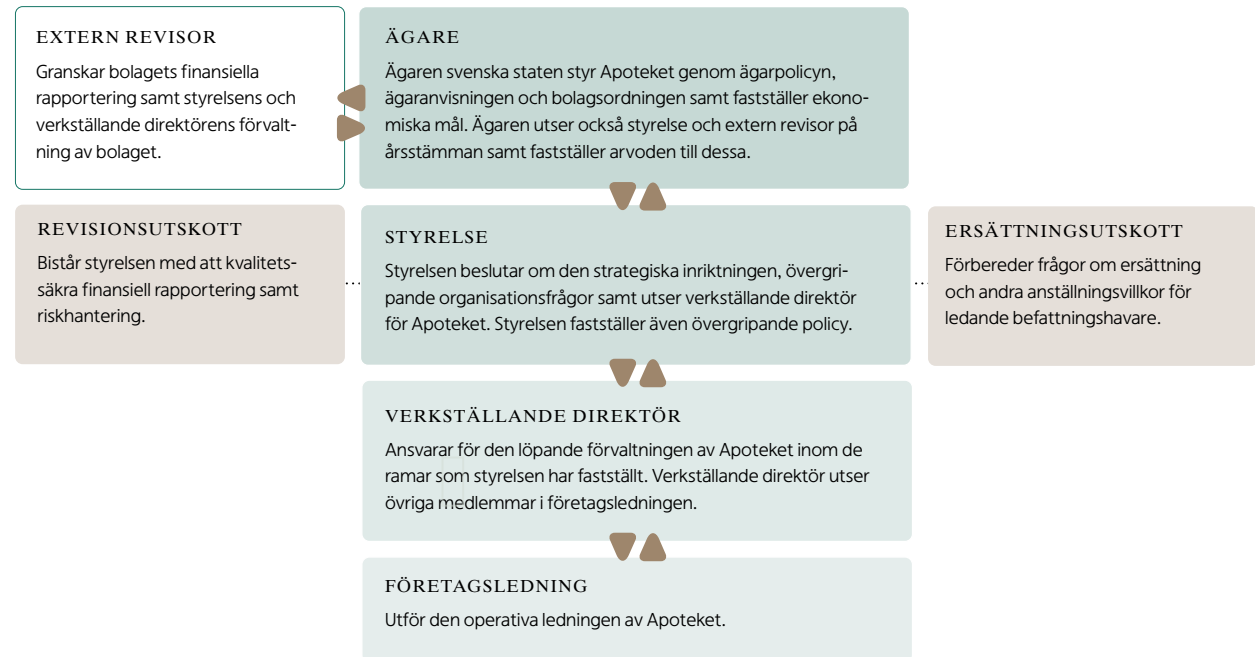 EXTERN REVISOR
Granskar bolagets finansiella
rapportering samt styrelsens och
verkställande direktörens förvalt-
ning av bolaget.
ÄGARE
Ägaren svenska staten styr Apoteket genom ägarpolicyn,
ägaranvisningen och bolagsordningen samt fastställer ekono-
miska mål. Ägaren utser också styrelse och extern revisor på
årsstämman samt fastställer arvoden till dessa.
REVISIONSUTSKOTT
Bistår styrelsen med att kvalitets-
säkra finansiell rapportering samt
riskhantering.
STYRELSE
Styrelsen beslutar om den strategiska inriktningen, övergri-
pande organisationsfrågor samt utser verkställande direktör
för Apoteket. Styrelsen fastställer även övergripande policy.
ERSÄTTNINGSUTSKOTT
Förbereder frågor om ersättning
och andra anställningsvillkor för
ledande befattningshavare.
VERKSTÄLLANDE DIREKTÖR
Ansvarar för den löpande förvaltningen av Apoteket inom de
ramar som styrelsen har fastställt. Verkställande direktör utser
övriga medlemmar i företagsledningen.
FÖRETAGSLEDNING
Utför den operativa ledningen av Apoteket.